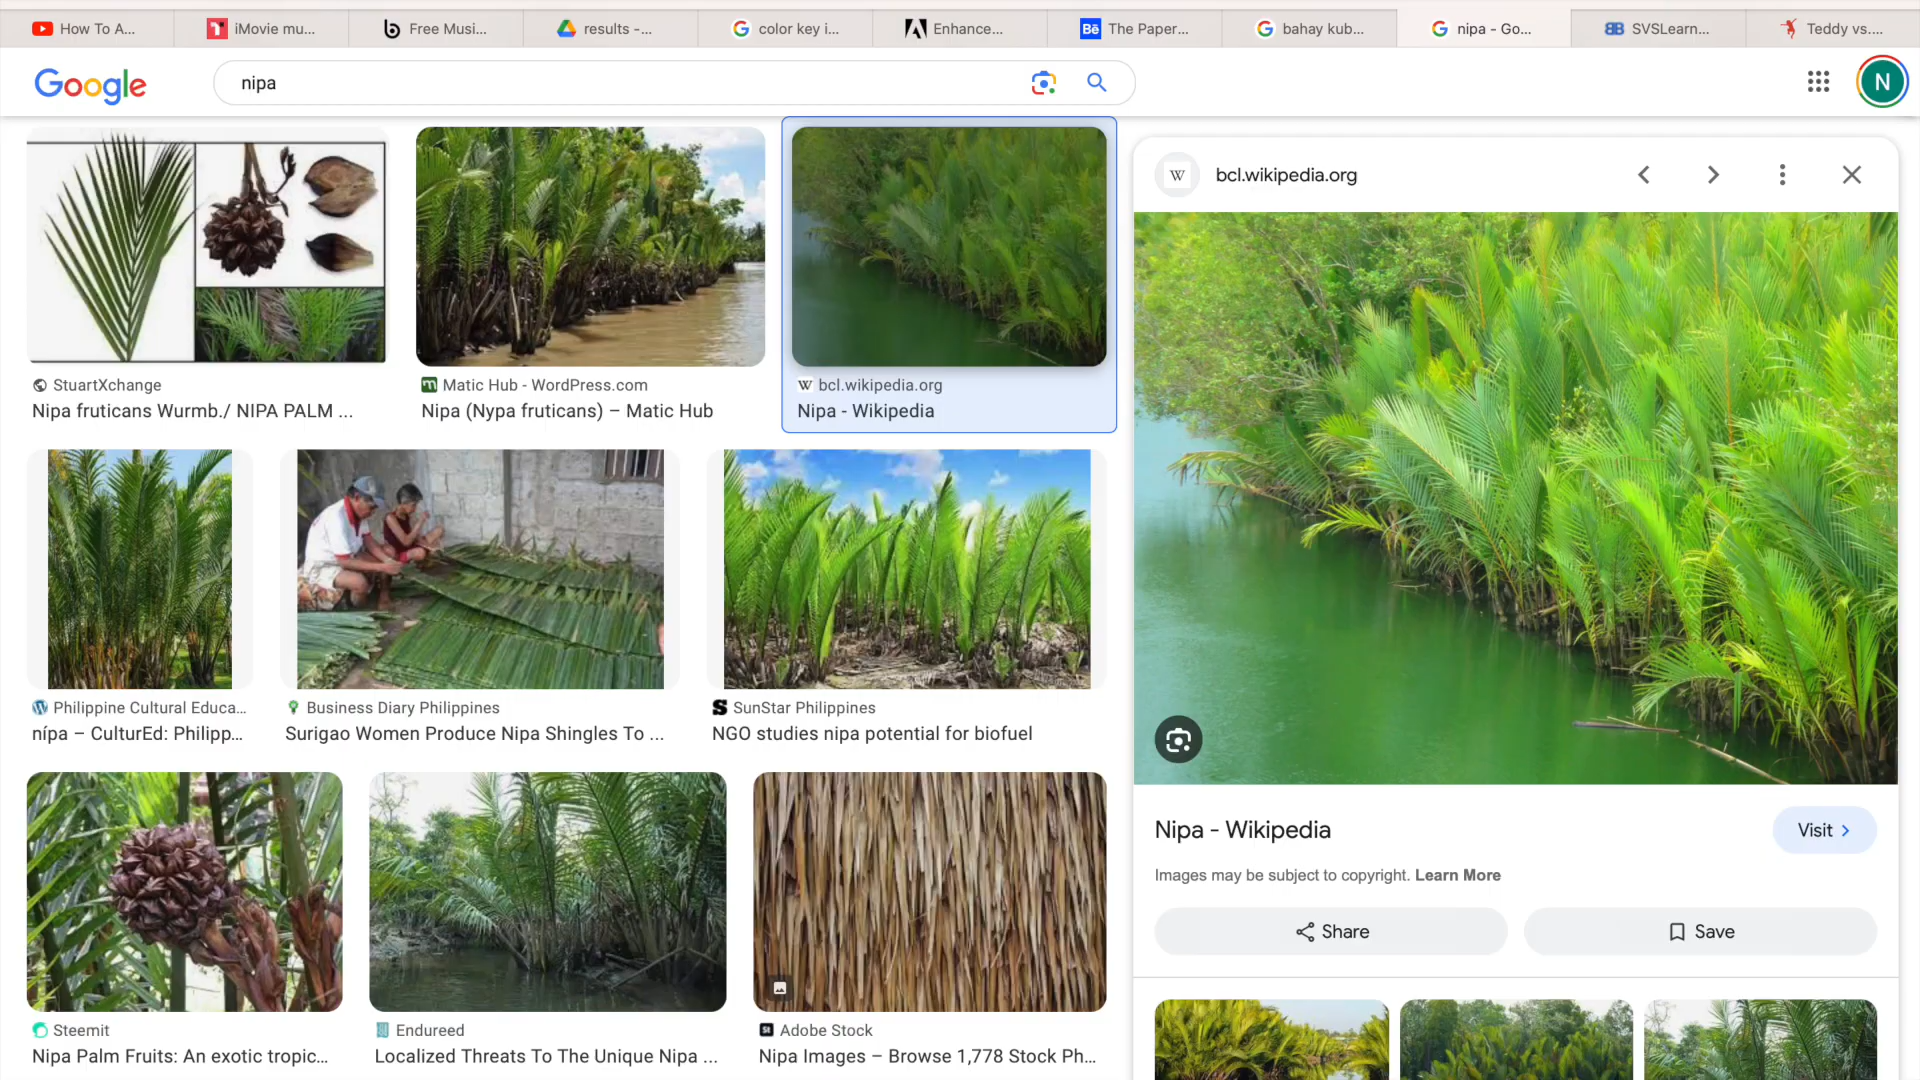 How To A...
iMovie mu...
Free Musi...
results -...
color key i...
Enhance...
Bē
The Paper...
bahay kub...
nipa - Go...
BB
SVSLearn...
Teddy vs....
Google
nipa
N
W
bcl.wikipedia.org
StuartXchange
Nipa fruticans Wurmb./ NIPA PALM ...
Matic Hub - WordPress.com
Nipa (Nypa fruticans) – Matic Hub
W bcl.wikipedia.org
Nipa - Wikipedia
Philippine Cultural Educa...
nípa – CulturEd: Philipp...
Business Diary Philippines
Surigao Women Produce Nipa Shingles To ...
S SunStar Philippines
NGO studies nipa potential for biofuel
Nipa - Wikipedia
Visit
Images may be subject to copyright. Learn More
Share
Save
Steemit
Nipa Palm Fruits: An exotic tropic...
Endureed
Localized Threats To The Unique Nipa ...
St Adobe Stock
Nipa Images – Browse 1,778 Stock Ph...